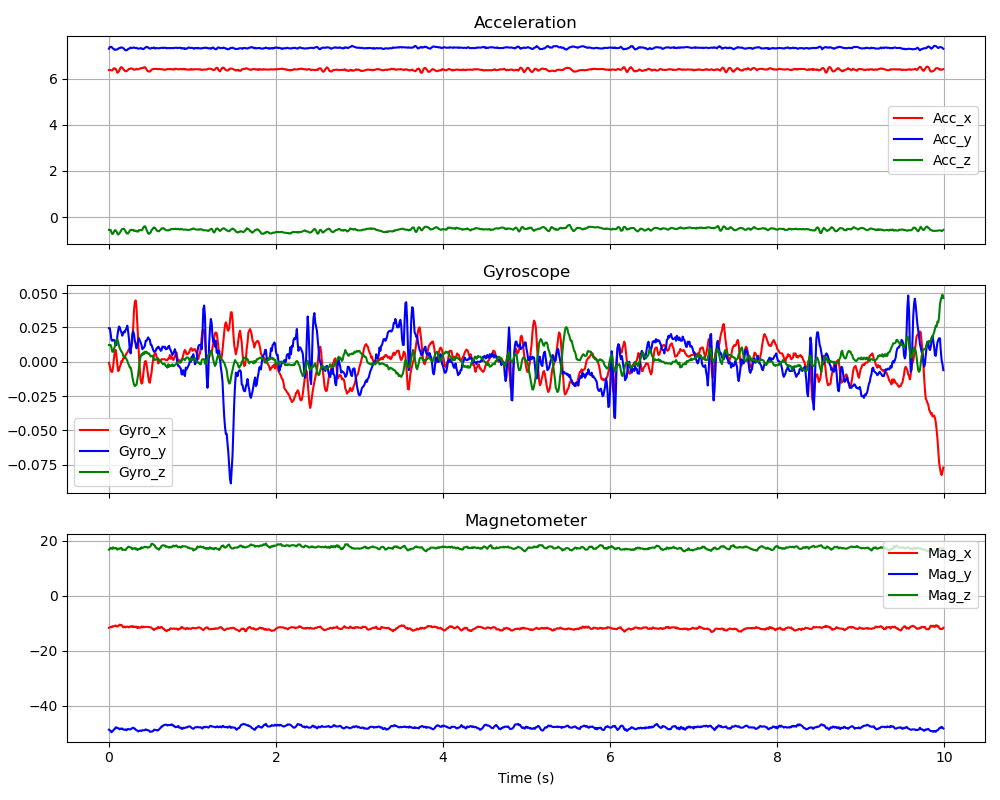 Acceleration
6
4
2
0
Acc_x
Acc_y
Acc_z
Gyroscope
0.050
0.025
0.000
−0.025
−0.050
−0.075
Gyro_x
Gyro_y
Gyro_z
Magnetometer
20
0
−20
−40
Mag_x
Mag_y
Mag_z
0 2 4 6 8 10
Time (s)